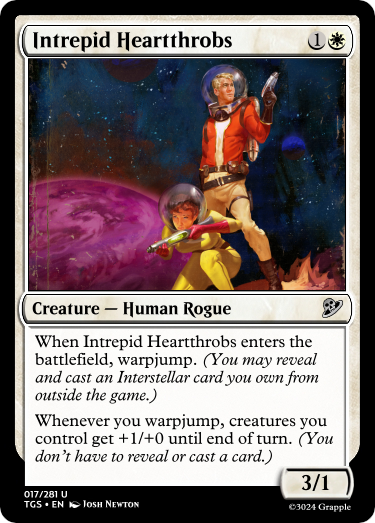 Intrepid Heartthrobs 1
Creature — Human Rogue
When Intrepid Heartthrobs enters the
battlefield, warpjump. (You may reveal
and cast an Interstellar card you own from
outside the game.)
Whenever you warpjump, creatures you
control get +1/+0 until end of turn. (You
don't have to reveal or cast a card.)
3/1
017/281 U
TGS • EN Josh Newton
©3024 Grapple